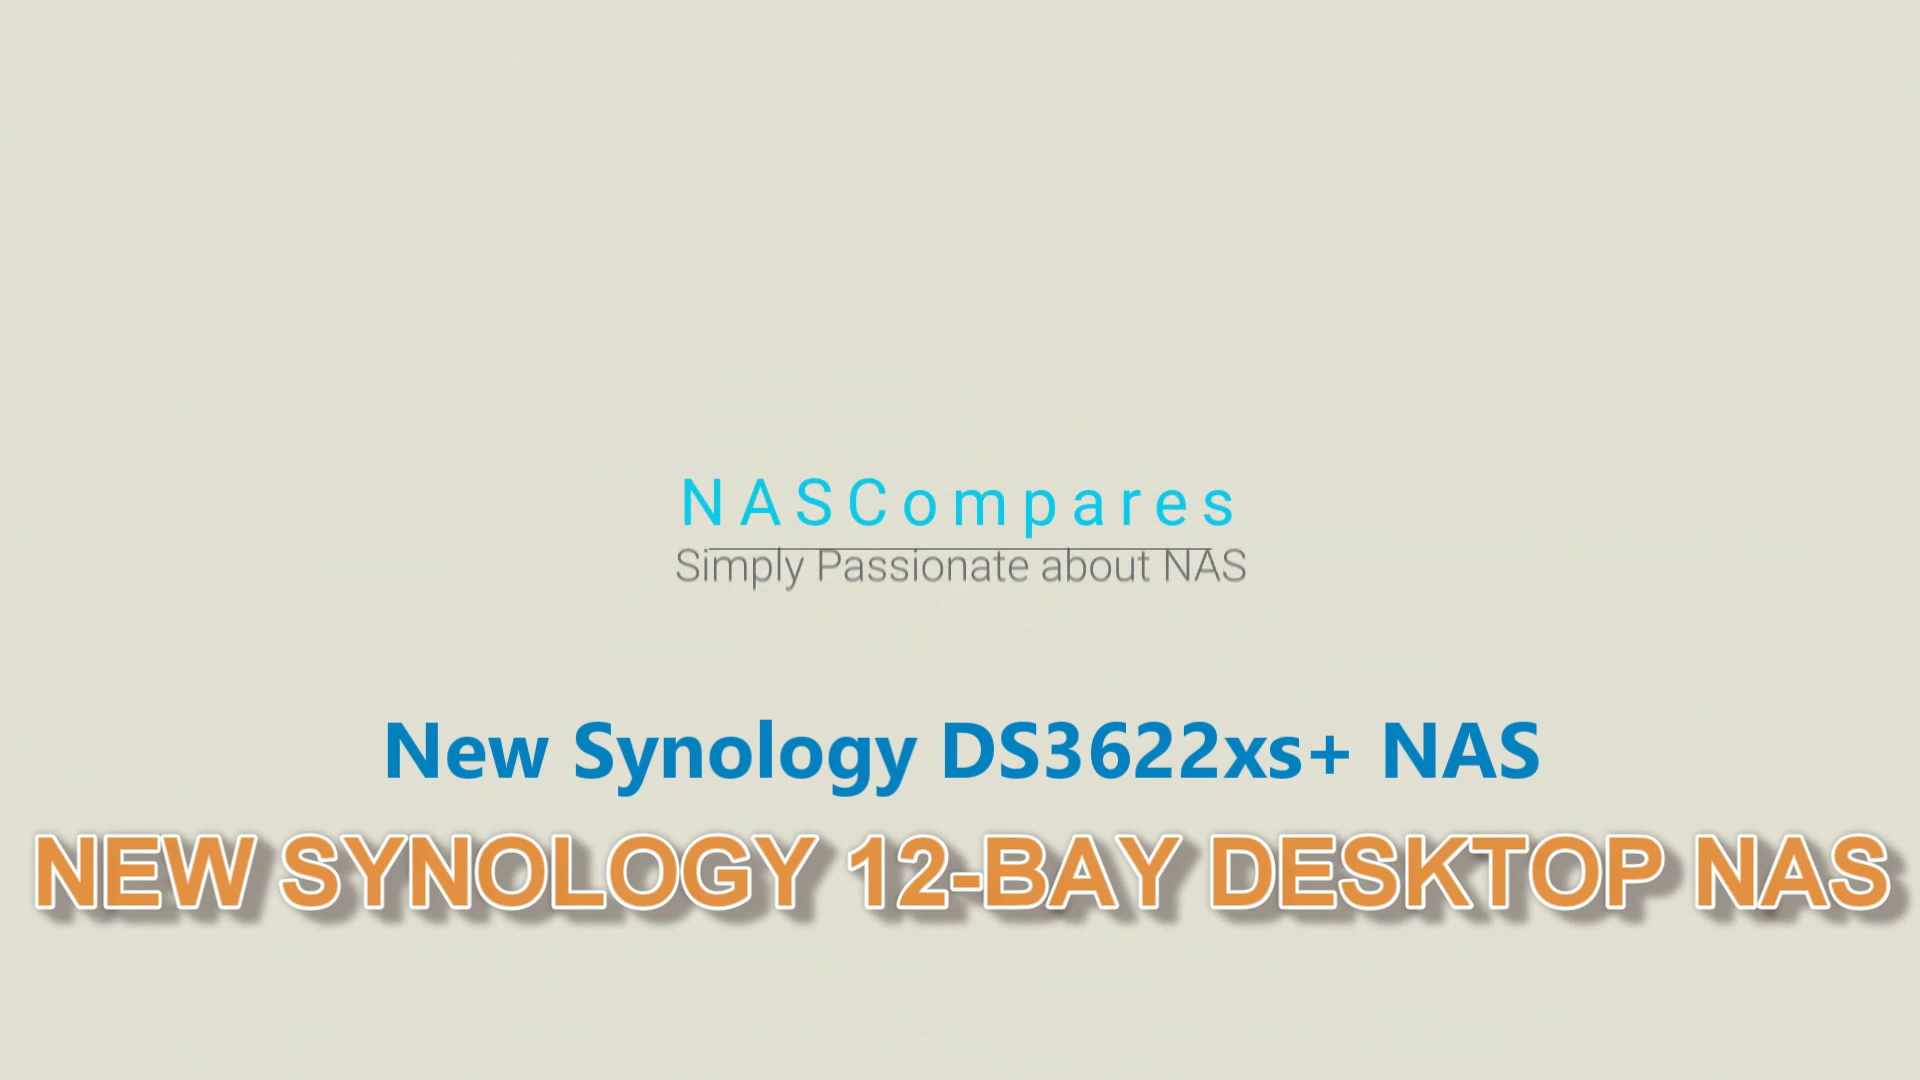 NASCompares
Simply Passionate about NAS
New Synology DS3622xs+ NAS
NEW SYNOLOGY 12-BAY DESKTOP NAS